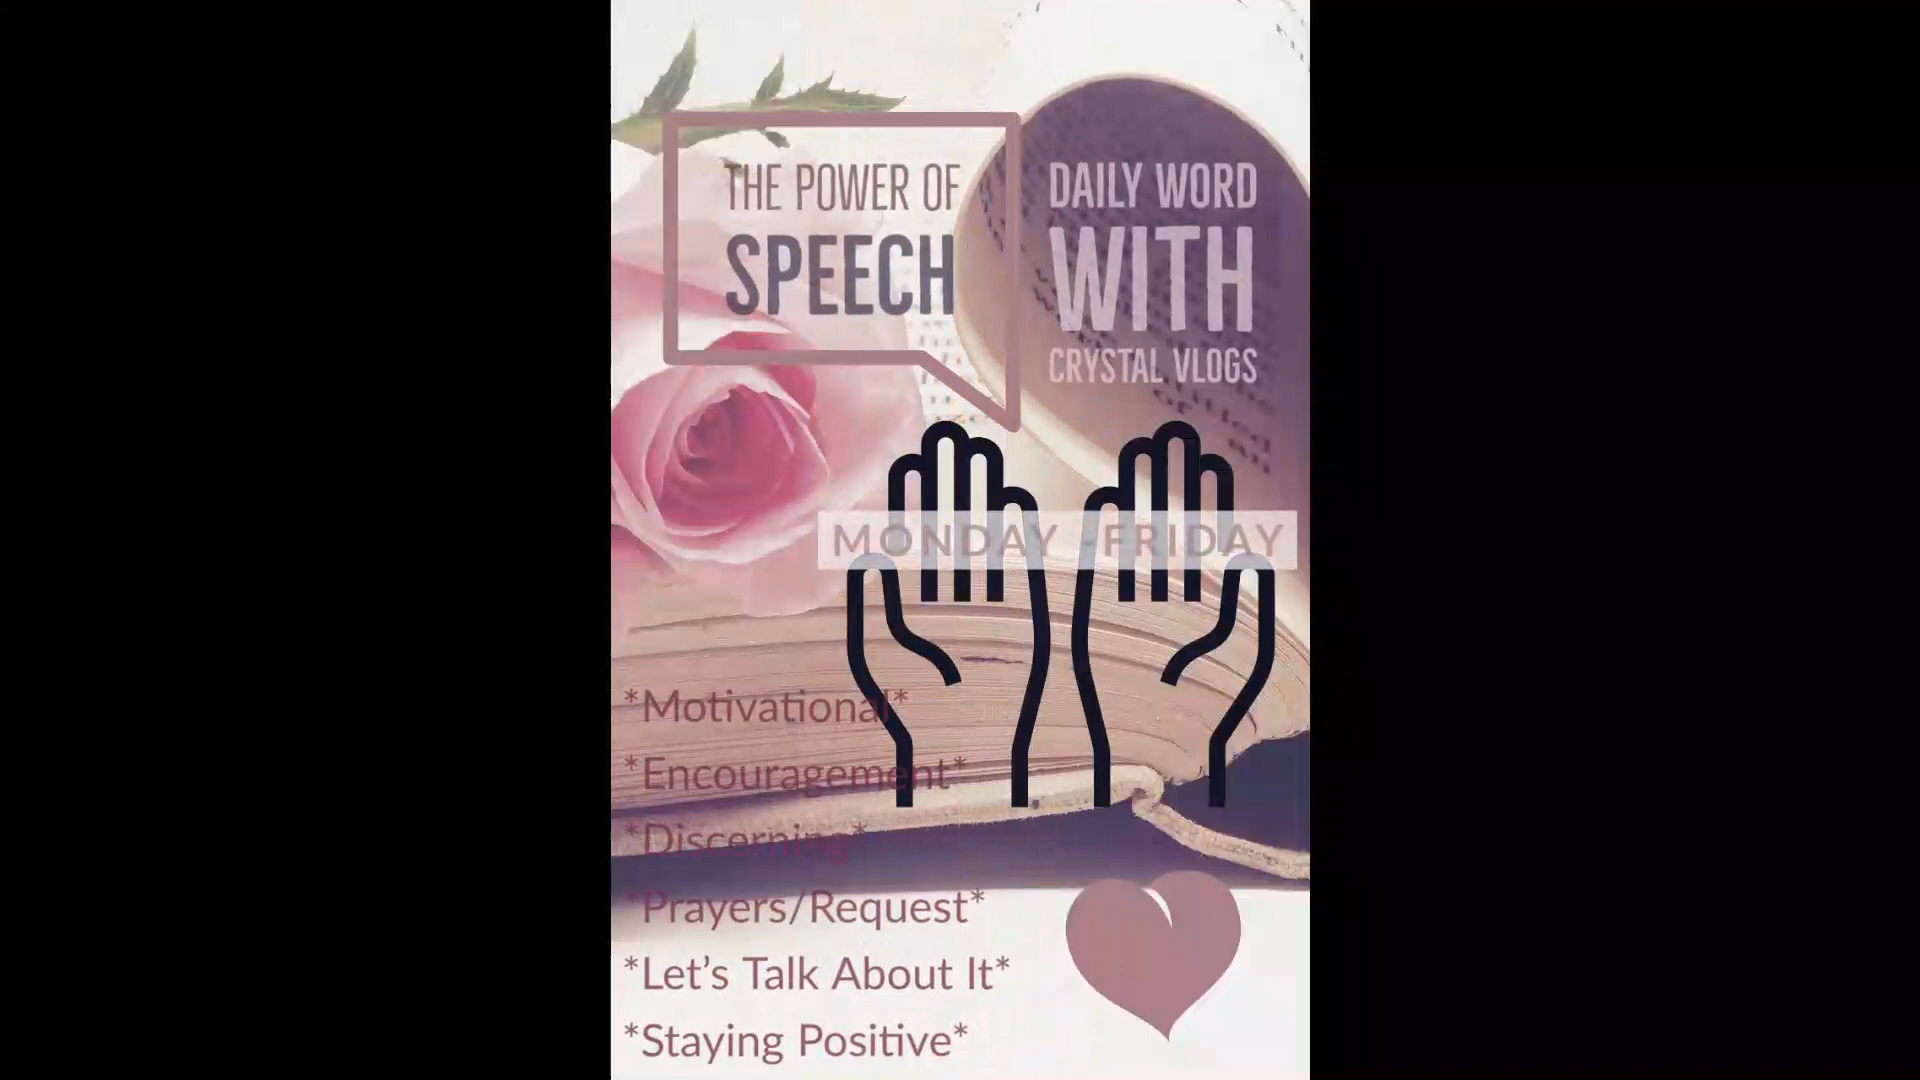 THE POWER OF
SPEECH
DAILY WORD
WITH
CRYSTAL VLOGS
MONDAY -FRIDAY
*Motivational*
*Encouragement*
*Discerning*
*Prayers/Request*
*Let's Talk About It*
*Staying Positive*